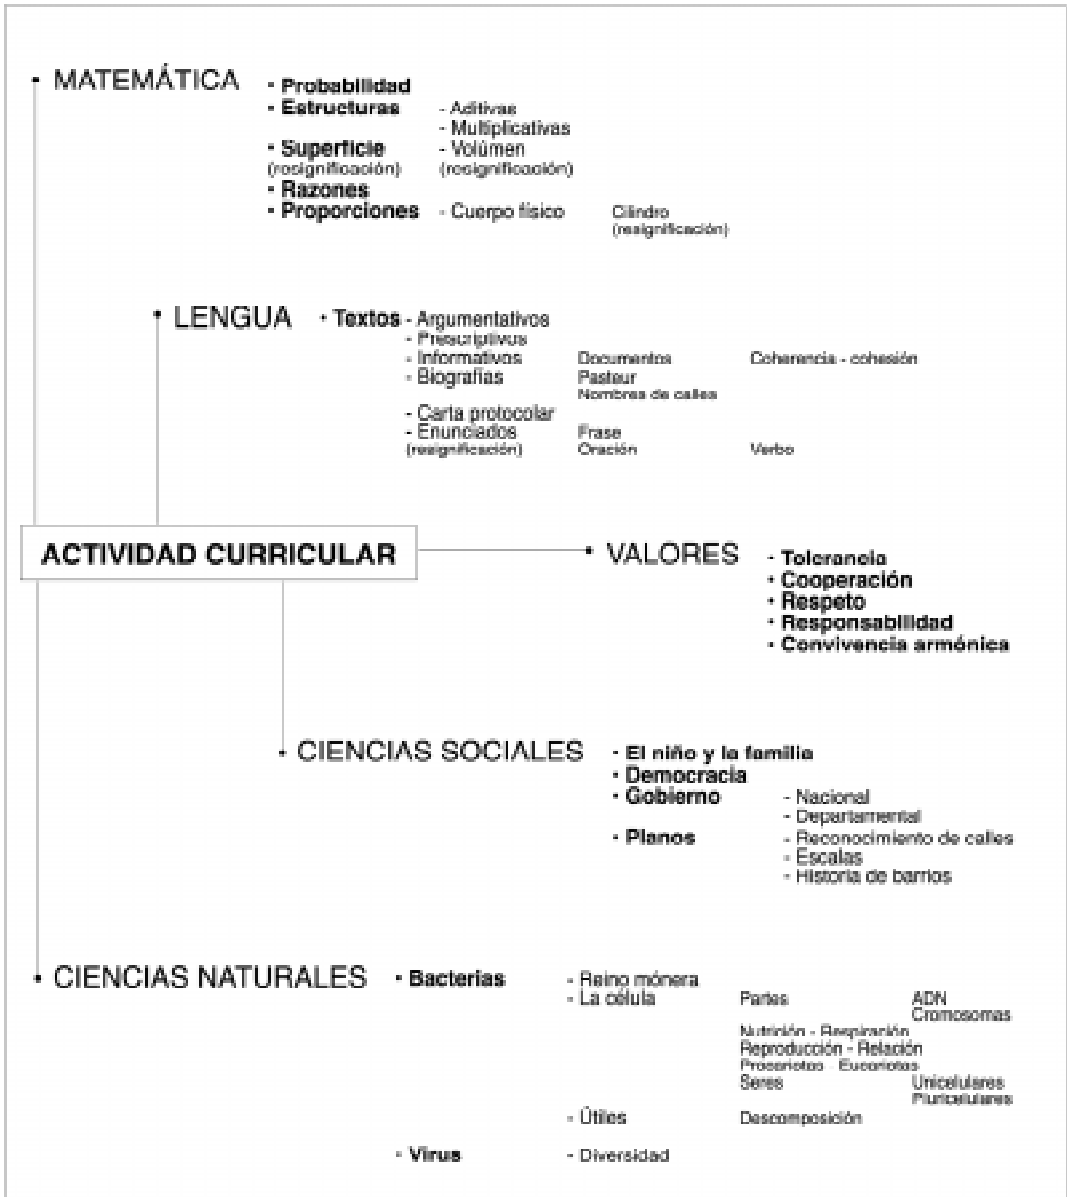 · MATEMÁTICA
· Probabilidad
· Estructuras - Aditivas
- Multiplicativas
· Superficie - Volúmen
(resignificación) (resignificación)
· Razones
· Proporciones - Cuerpo físico Cilindro
(resignificación)
· LENGUA · Textos - Argumentativos
- Prescriptivos
- Informativos Documentos Coherencia - cohesión
- Biografías Pasteur
Nombres de calles
- Carta protocolar
- Enunciados Frase
(resignificación) Oración Verbo
ACTIVIDAD CURRICULAR
· VALORES · Tolerancia
· Cooperación
· Respeto
· Responsabilidad
· Convivencia armónica
· CIENCIAS SOCIALES · El niño y la familia
· Democracia
· Gobierno - Nacional
- Departamental
· Planos - Reconocimiento de calles
- Escalas
- Historia de barrios
· CIENCIAS NATURALES · Bacterias - Reino mónera
- La célula Partes ADN
Cromosomas
Nutrición - Respiración
Reproducción - Relación
Procariotas - Eucariotas
Seres Unicelulares
Pluricelulares
- Útiles Descomposición
· Virus - Diversidad